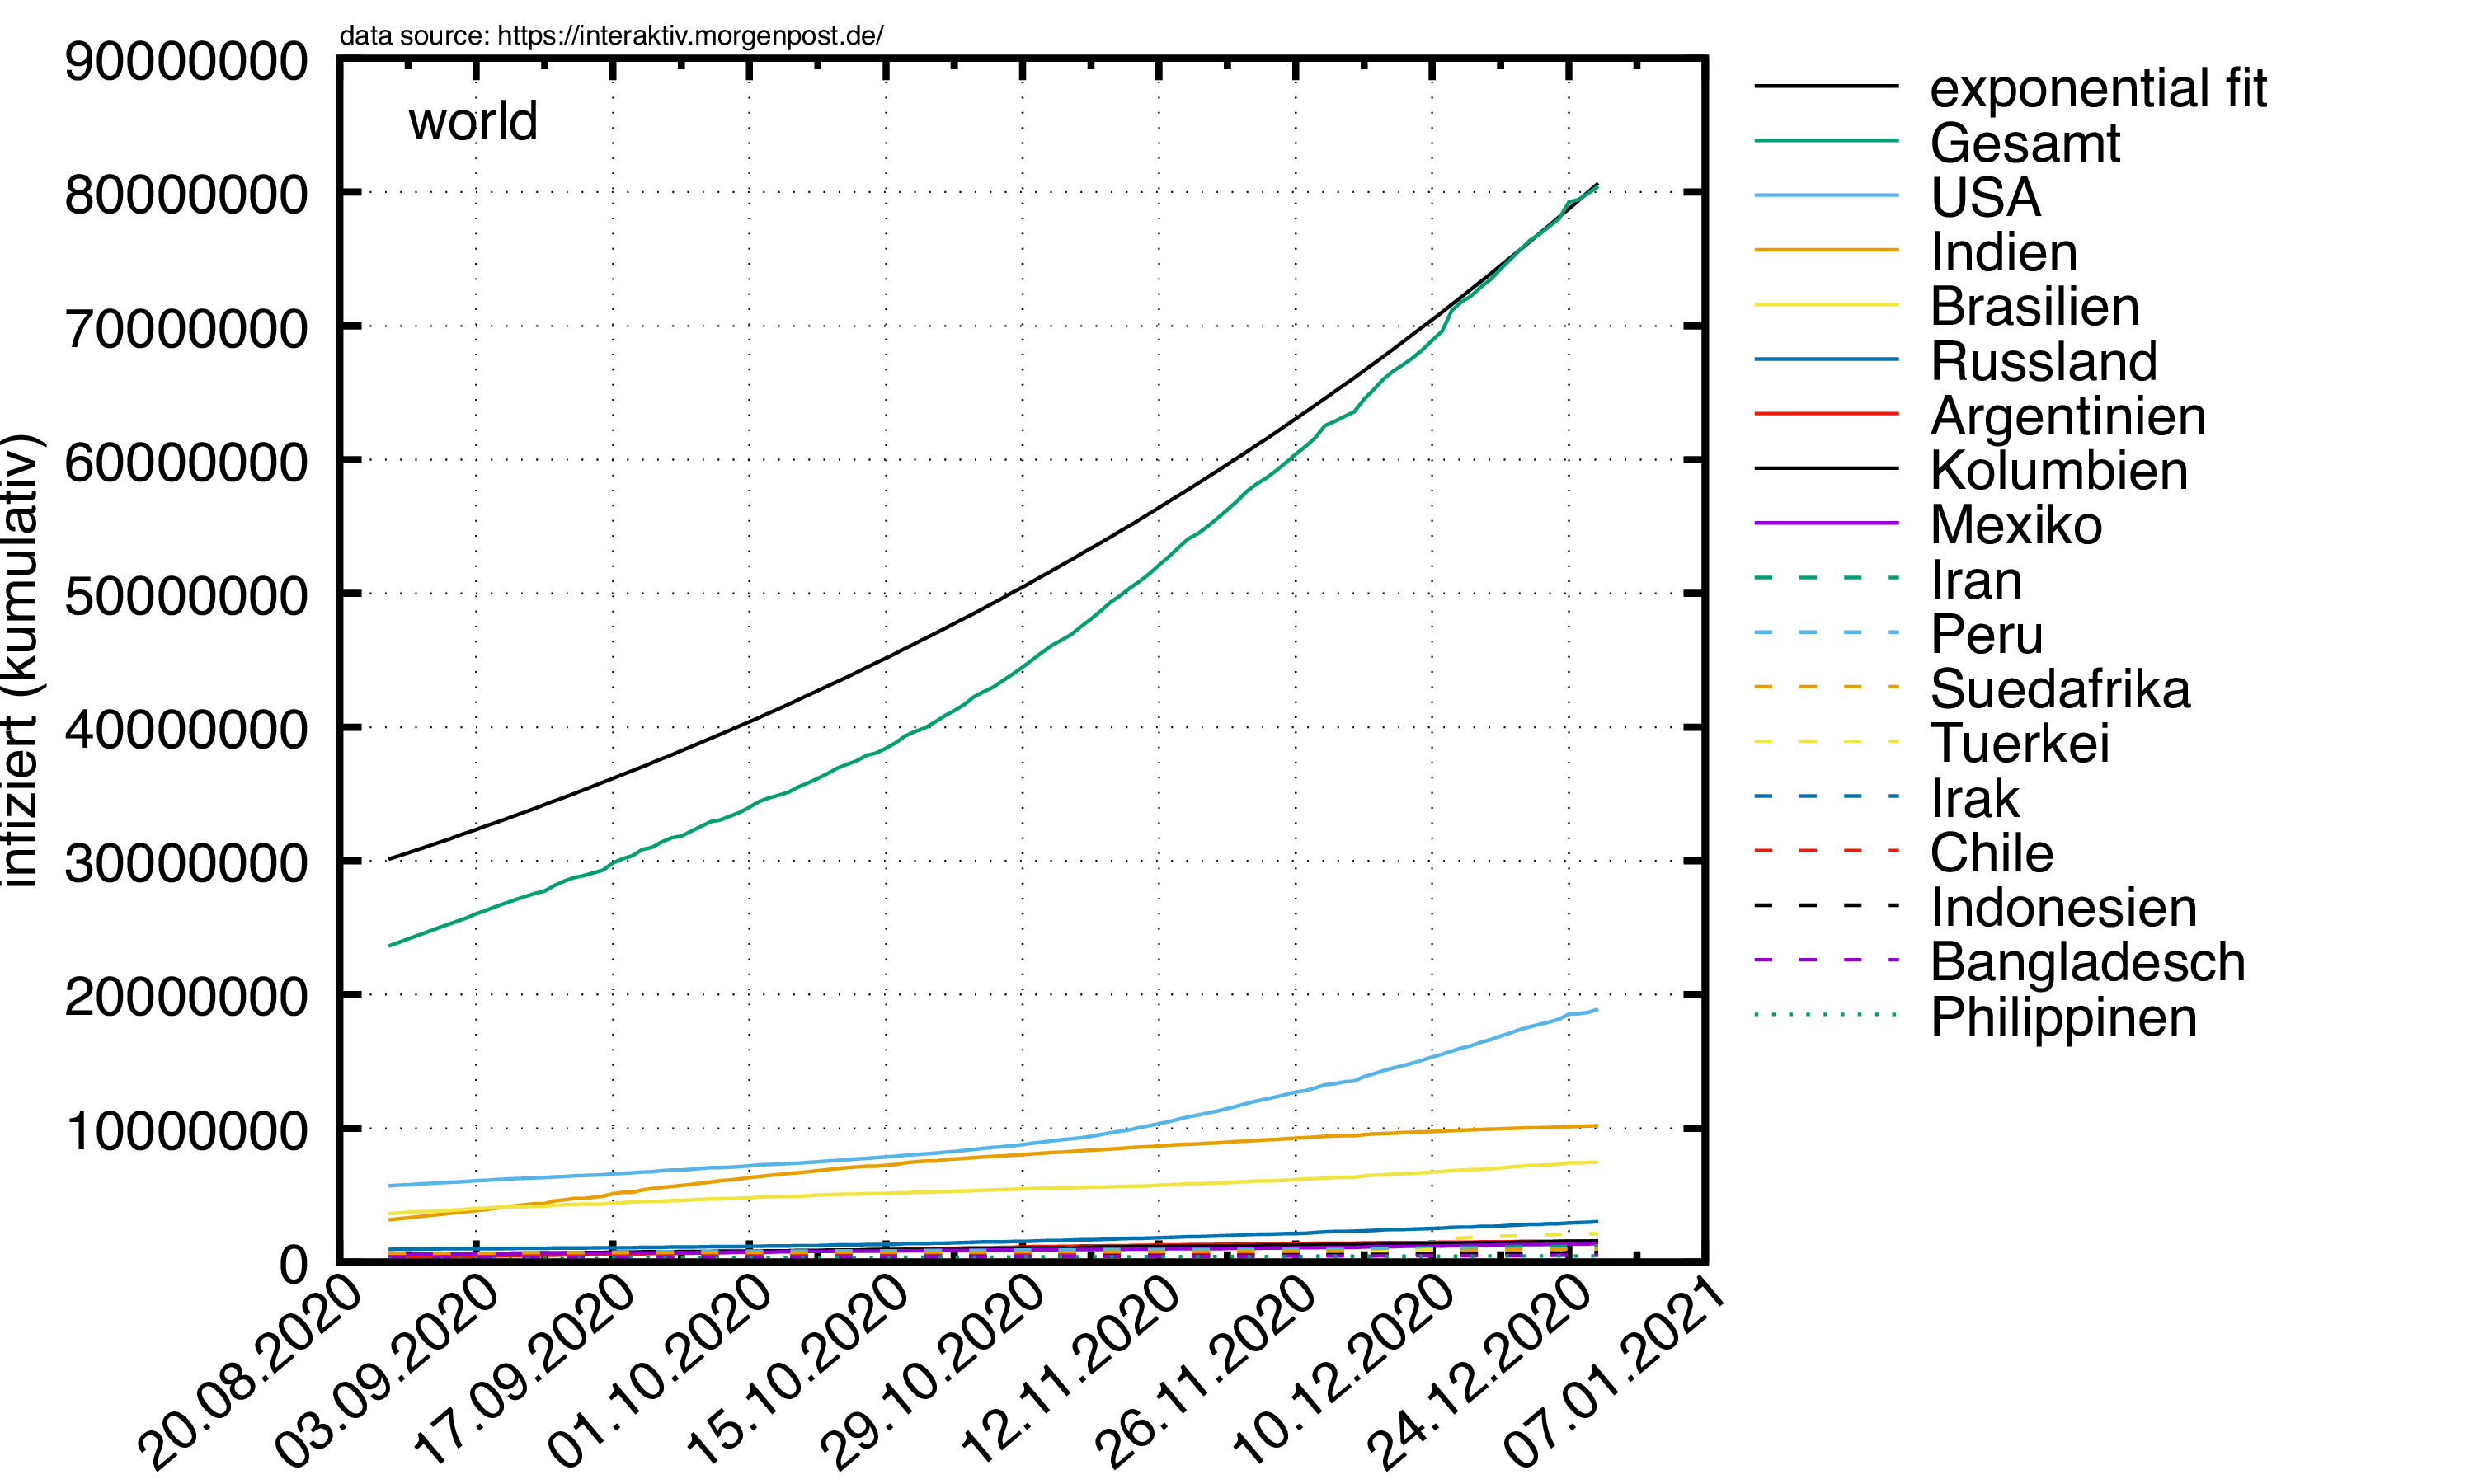 data source: https://interaktiv.morgenpost.de/
90000000
80000000
70000000
60000000
50000000
40000000
30000000
20000000
10000000
0
infiziert (kumulativ)
world
20.08.2020
03.09.2020
17.09.2020
01.10.2020
15.10.2020
29.10.2020
12.11.2020
26.11.2020
10.12.2020
24.12.2020
07.01.2021
exponential fit
Gesamt
USA
Indien
Brasilien
Russland
Argentinien
Kolumbien
Mexiko
Iran
Peru
Suedafrika
Tuerkei
Irak
Chile
Indonesien
Bangladesch
Philippinen